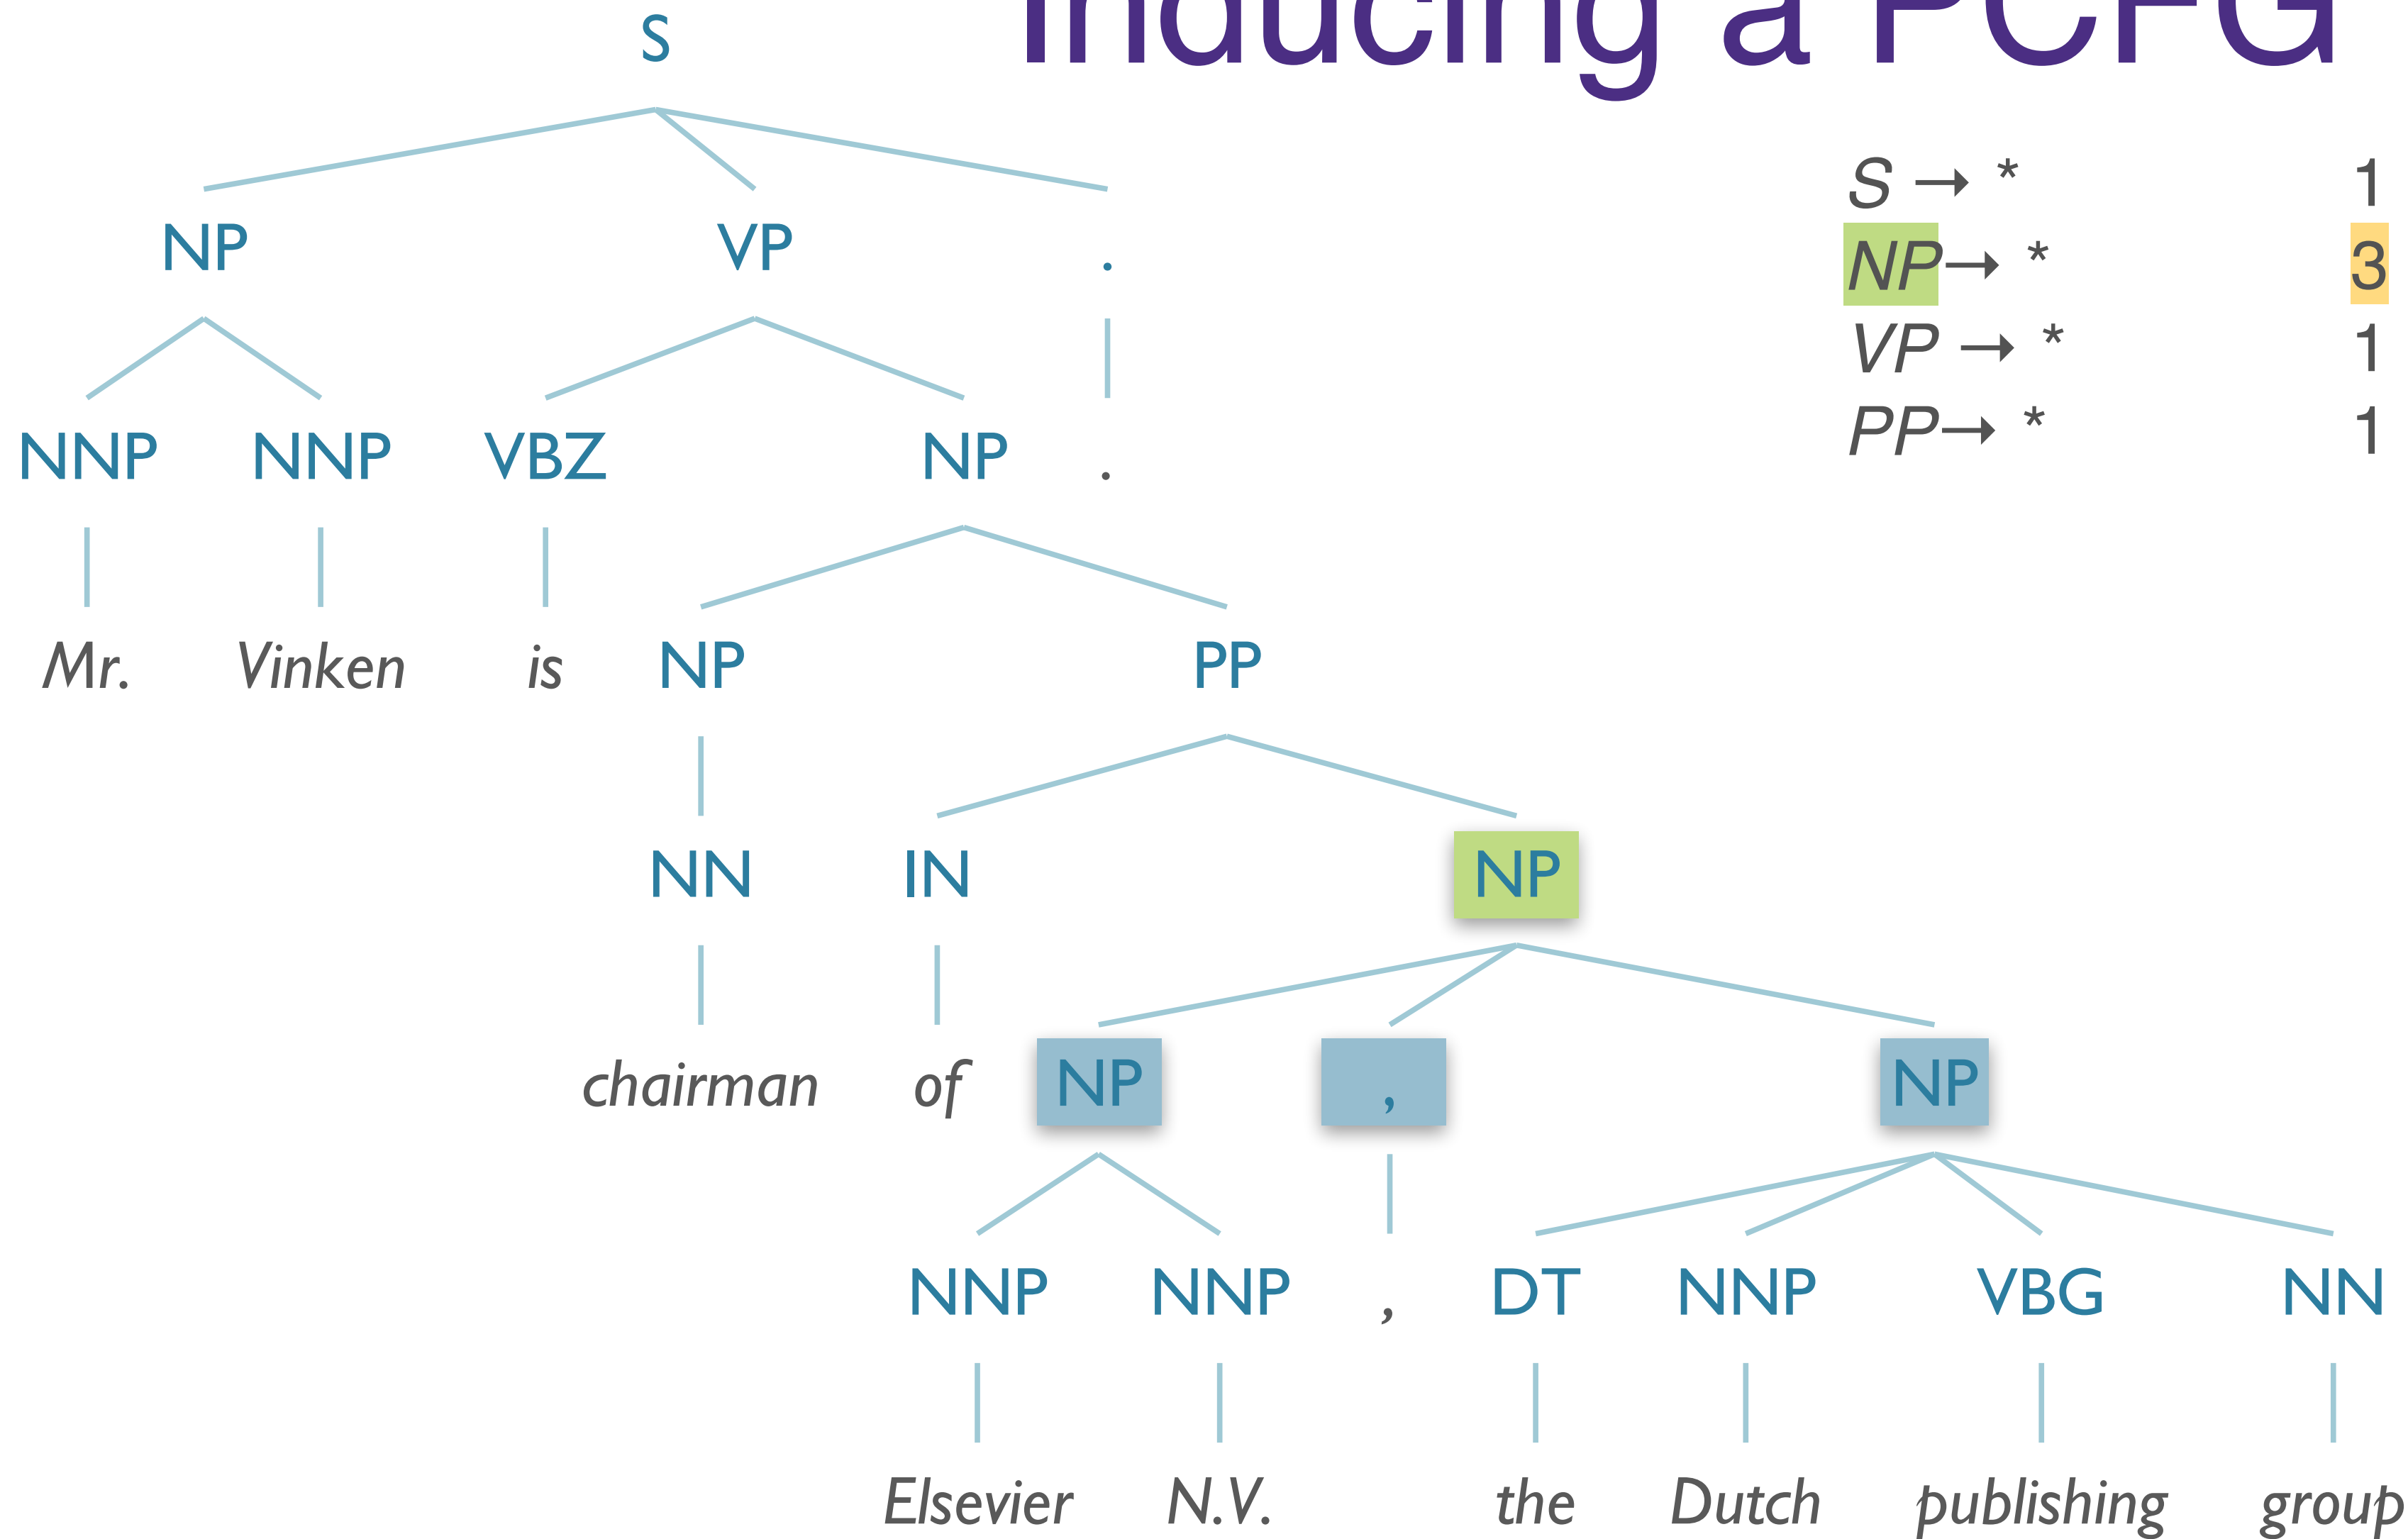 Inducing a PCFG
S
S → * 1
NP → * 3
VP → * 1
PP → * 1
NP VP .
NNP NNP VBZ NP .
Mr. Vinken is NP PP
NN IN NP
chairman of NP , NP
NNP NNP , DT NNP VBG NN
Elsevier N.V. the Dutch publishing group